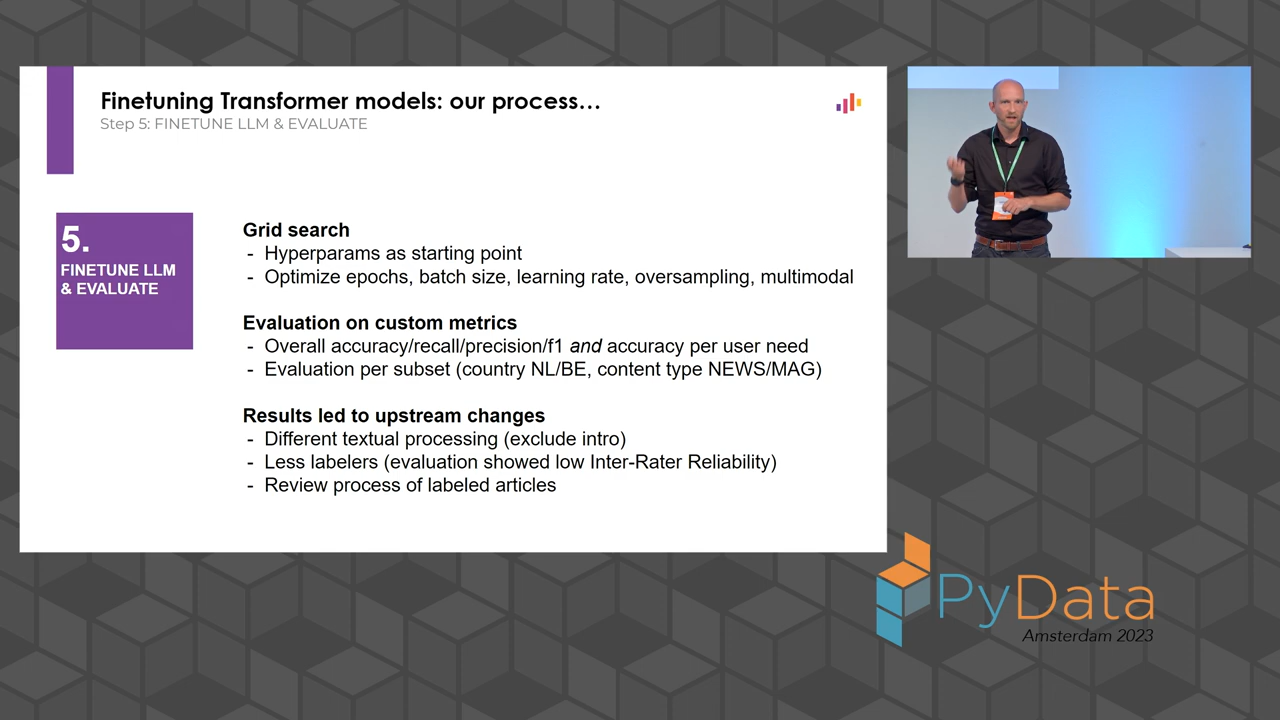 Finetuning Transformer models: our process…
Step 5: FINETUNE LLM & EVALUATE
5.
FINETUNE LLM
& EVALUATE
Grid search
- Hyperparams as starting point
- Optimize epochs, batch size, learning rate, oversampling, multimodal
Evaluation on custom metrics
- Overall accuracy/recall/precision/f1 and accuracy per user need
- Evaluation per subset (country NL/BE, content type NEWS/MAG)
Results led to upstream changes
- Different textual processing (exclude intro)
- Less labelers (evaluation showed low Inter-Rater Reliability)
- Review process of labeled articles
PyData
Amsterdam 2023